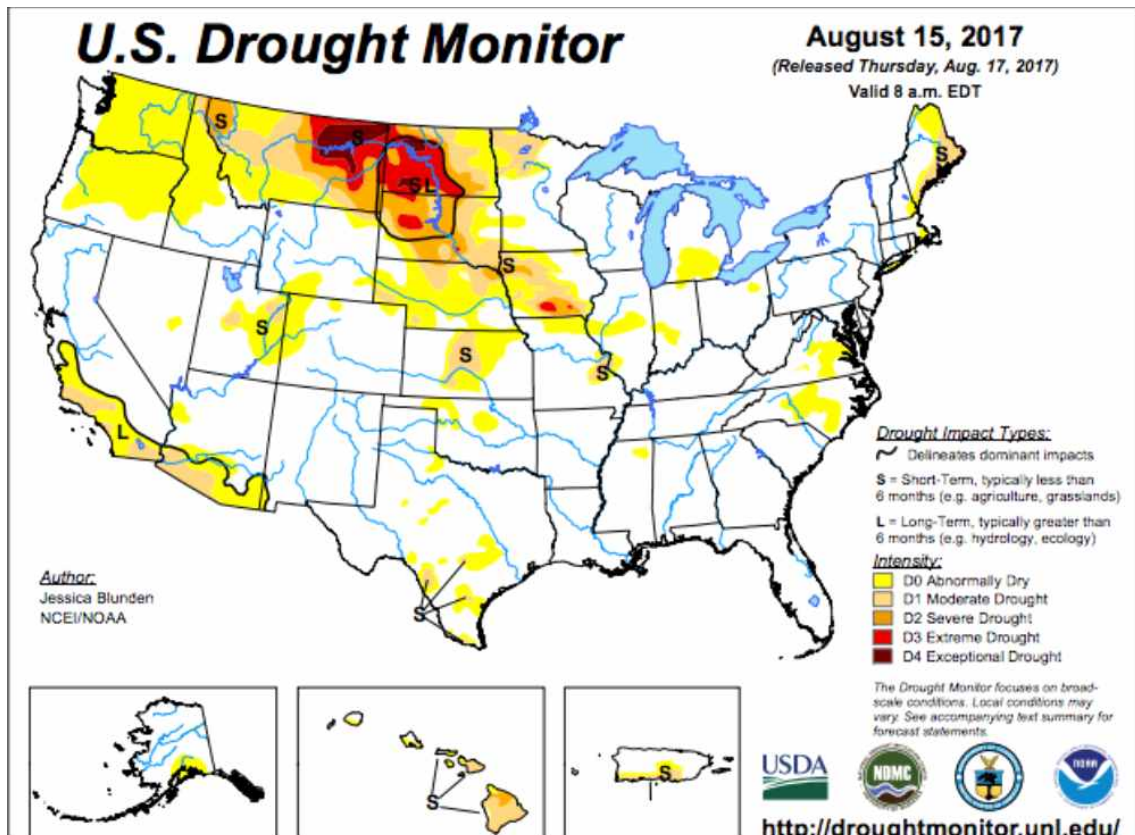 U.S. Drought Monitor
August 15, 2017
(Released Thursday, Aug. 17, 2017)
Valid 8 a.m. EDT
S
S
S
S L
S
S
S
S
L
S
Drought Impact Types:
Delineates dominant impacts
S = Short-Term, typically less than
6 months (e.g. agriculture, grasslands)
L = Long-Term, typically greater than
6 months (e.g. hydrology, ecology)
Intensity:
D0 Abnormally Dry
D1 Moderate Drought
D2 Severe Drought
D3 Extreme Drought
D4 Exceptional Drought
Author:
Jessica Blunden
NCEI/NOAA
The Drought Monitor focuses on broad-
scale conditions. Local conditions may
vary. See accompanying text summary for
forecast statements.
S
S
USDA
NDMC
NOAA
http://droughtmonitor.unl.edu/